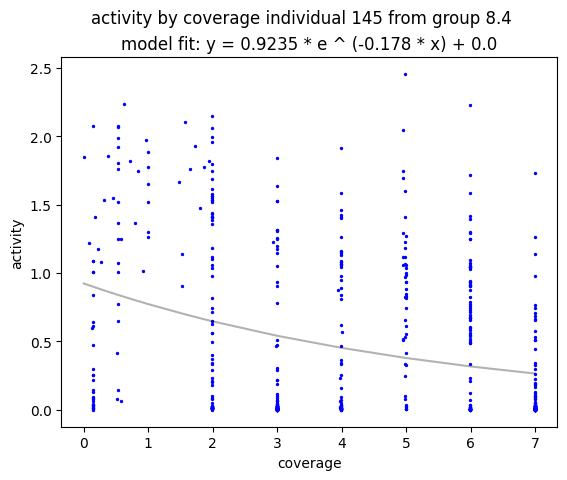 activity by coverage individual 145 from group 8.4
model fit: y = 0.9235 * e ^ (-0.178 * x) + 0.0
2.5
2.0
1.5
1.0
0.5
0.0
activity
0 1 2 3 4 5 6 7
coverage